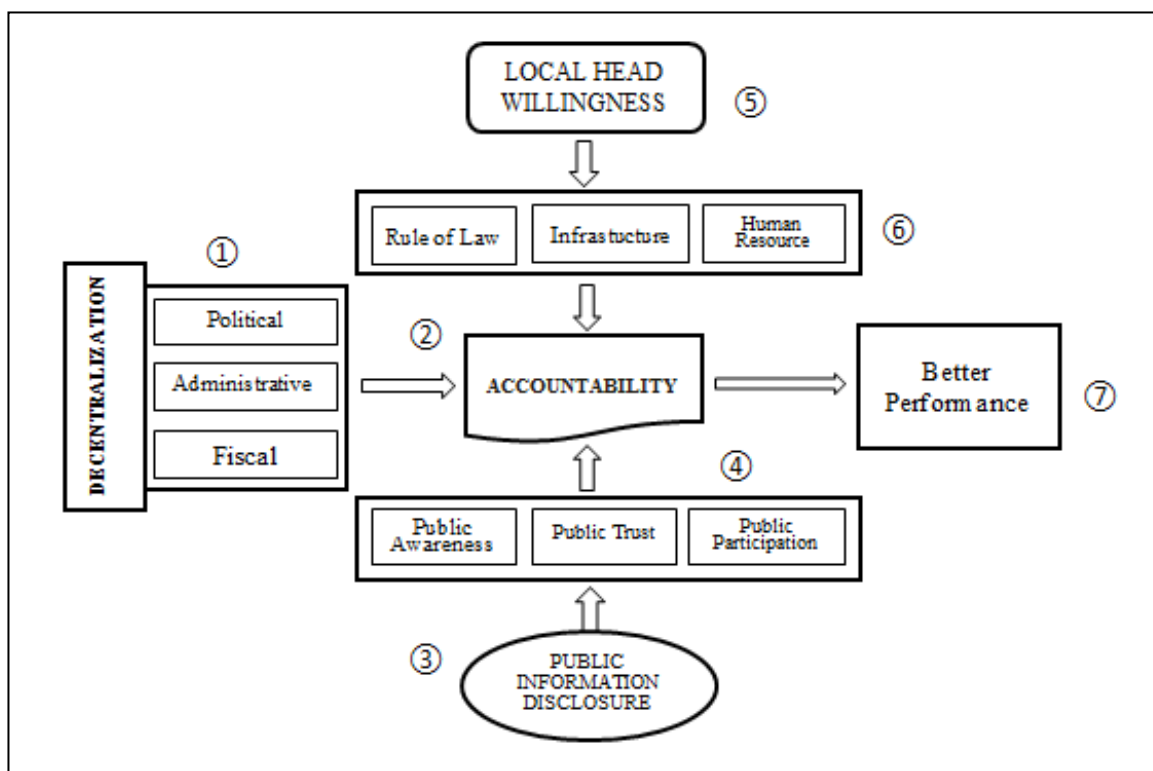 LOCAL HEAD
WILLINGNESS
⑤
Rule of Law
Infrastucture
Human
Resource
⑥
①
DECENTRALIZATION
Political
Administrative
Fiscal
②
ACCOUNTABILITY
Better
Performance
⑦
④
Public
Awareness
Public Trust
Public
Participation
③
PUBLIC
INFORMATION
DISCLOSURE